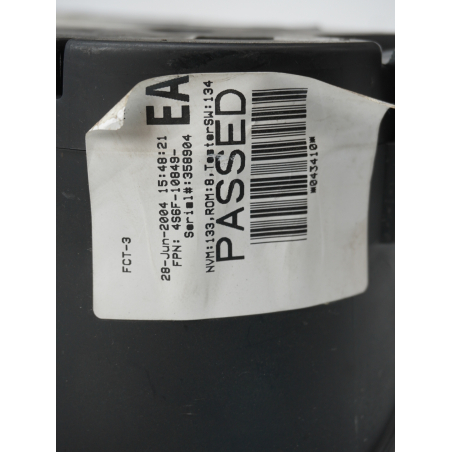 FCT-3
28-Jun-2004 15:48:21
FPN: 4S6F-10849-
EA
Serial#:358904
NVM:133,ROM:8,TesterSW:134
PASSED
*043410*